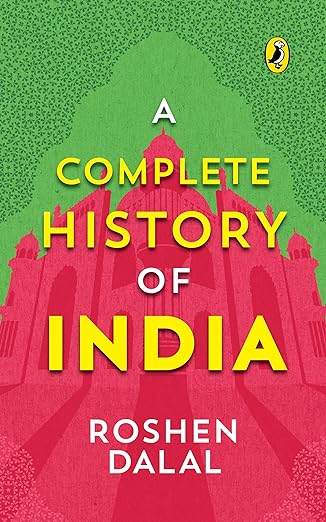 A
COMPLETE
HISTORY
OF
INDIA
ROSHEN
DALAL